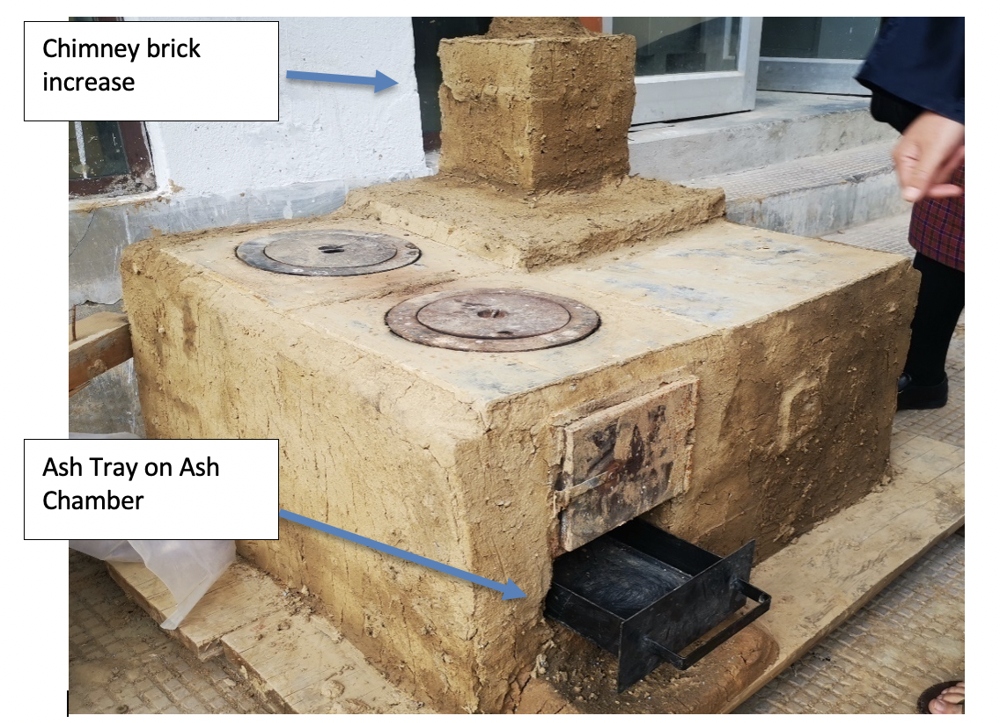 Chimney brick
increase
Ash Tray on Ash
Chamber